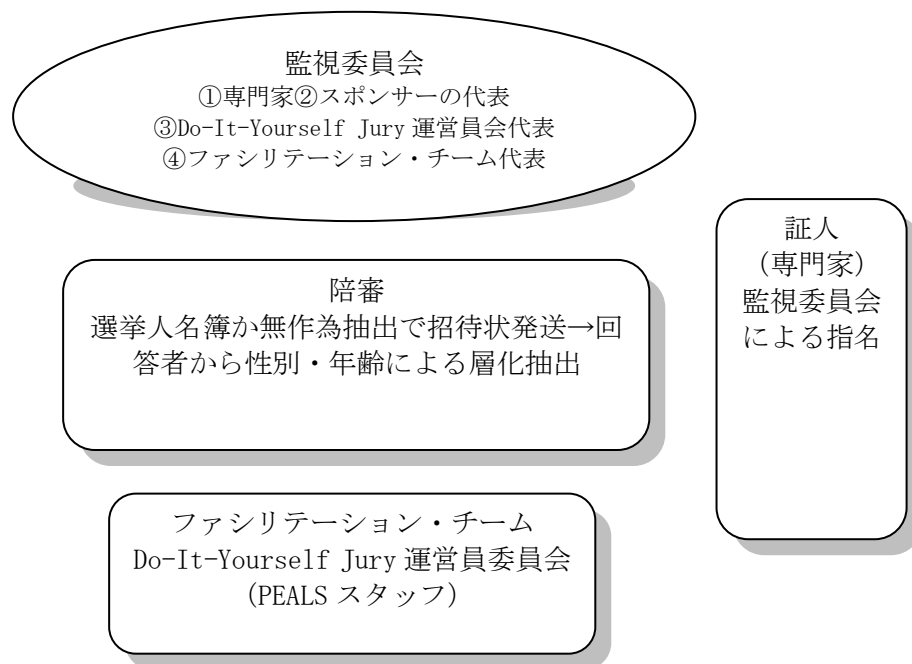 監視委員会
①専門家②スポンサーの代表
③Do-It-Yourself Jury 運営員会代表
④ファシリテーション・チーム代表
陪審
選挙人名簿か無作為抽出で招待状発送→回
答者から性別・年齢による層化抽出
証人
（専門家）
監視委員会
による指名
ファシリテーション・チーム
Do-It-Yourself Jury 運営員委員会
（PEALS スタッフ）